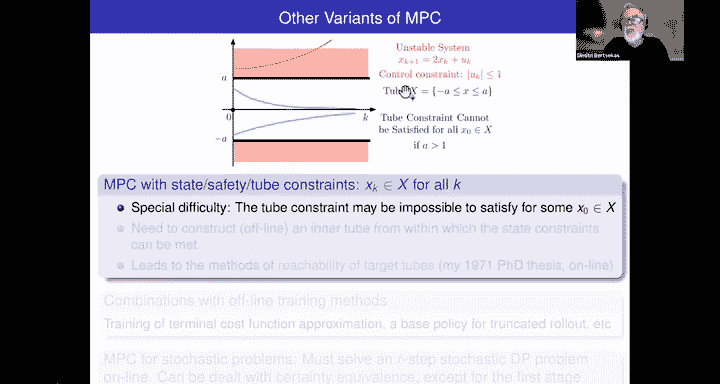 Other Variants of MPC
Dimitri Bertsekas
a
0
k
−a
Unstable System
x_{k+1} = 2x_k + u_k
Control constraint: |u_k| ≤ 1
Tube X = {−a ≤ x ≤ a}
Tube Constraint Cannot
be Satisfied for all x_0 ∈ X
if a > 1
MPC with state/safety/tube constraints: x_k ∈ X for all k
Special difficulty: The tube constraint may be impossible to satisfy for some x_0 ∈ X
Need to construct (off-line) an inner tube from within which the state constraints
can be met
Leads to the methods of reachability of target tubes (my 1971 PhD thesis, on-line)
Combinations with off-line training methods
Training of terminal cost function approximation, a base policy for truncated rollout, etc
MPC for stochastic problems: Must solve an ℓ-step stochastic DP problem
on-line. Can be dealt with certainty equivalence, except for the first stage